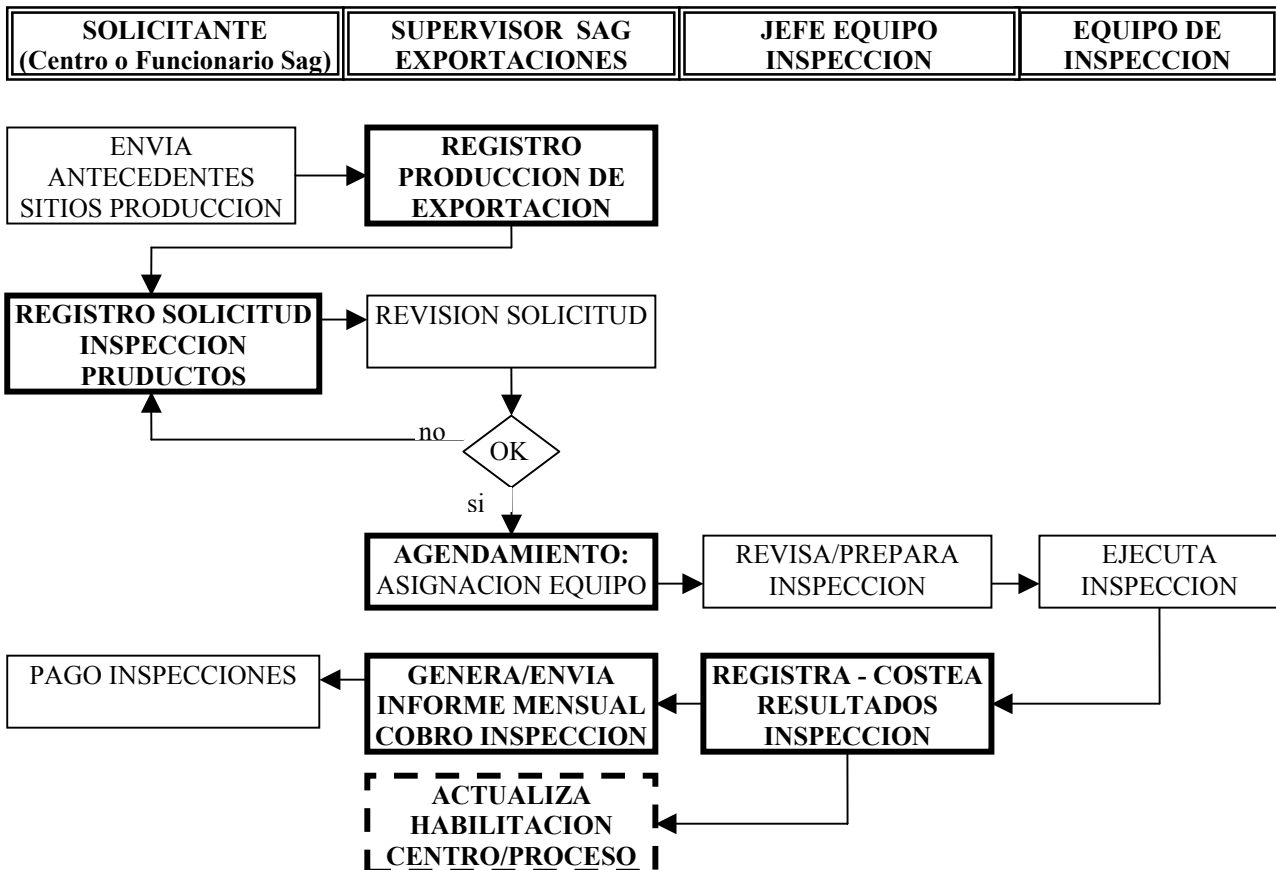 SOLICITANTE
(Centro o Funcionario Sag)
SUPERVISOR SAG
EXPORTACIONES
JEFE EQUIPO
INSPECCION
EQUIPO DE
INSPECCION
ENVIA
ANTECEDENTES
SITIOS PRODUCCION
REGISTRO
PRODUCCION DE
EXPORTACION
REGISTRO SOLICITUD
INSPECCION
PRUDUCTOS
REVISION SOLICITUD
no
OK
si
AGENDAMIENTO:
ASIGNACION EQUIPO
REVISA/PREPARA
INSPECCION
EJECUTA
INSPECCION
PAGO INSPECCIONES
GENERA/ENVIA
INFORME MENSUAL
COBRO INSPECCION
REGISTRA - COSTEA
RESULTADOS
INSPECCION
ACTUALIZA
HABILITACION
CENTRO/PROCESO